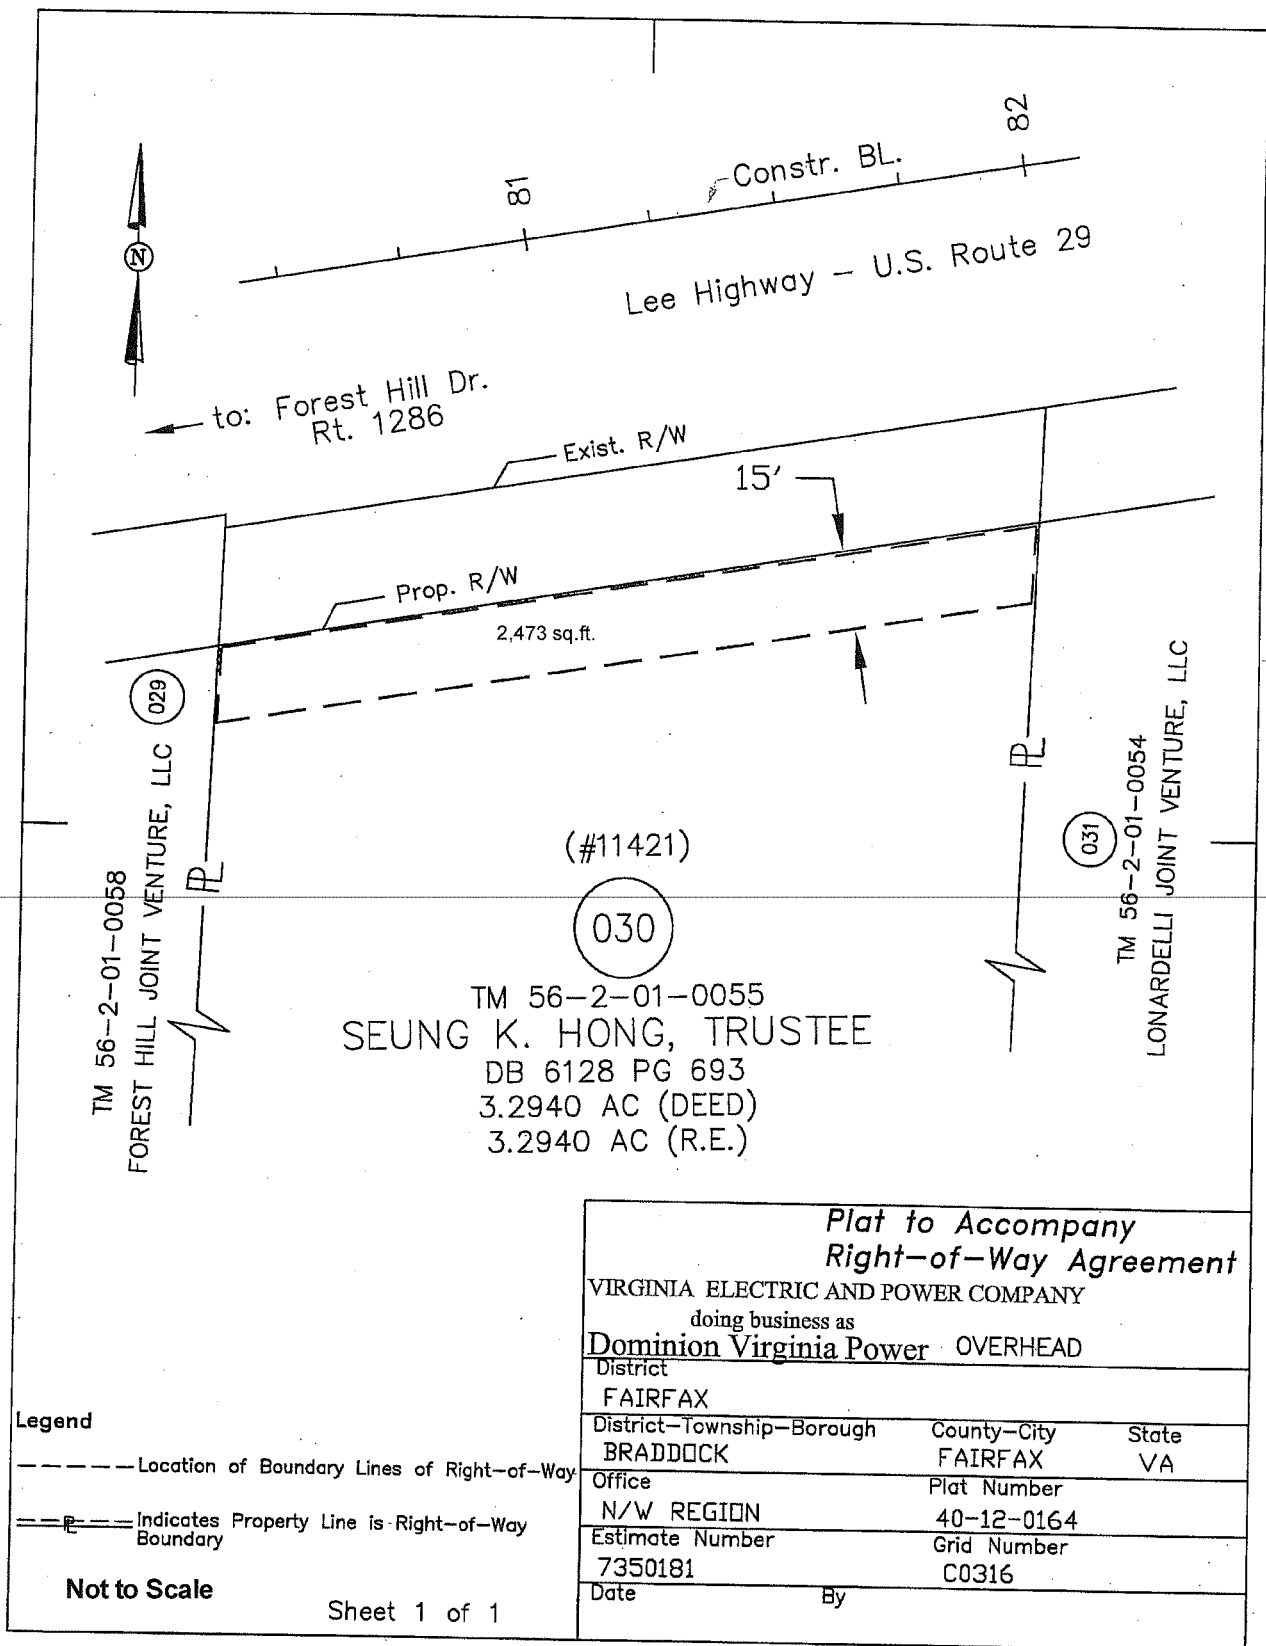 82
81
Constr. BL.
N
Lee Highway – U.S. Route 29
to: Forest Hill Dr.
Rt. 1286
Exist. R/W
15'
Prop. R/W
2,473 sq.ft.
029
TM 56–2–01–0058
FOREST HILL JOINT VENTURE, LLC
PL
PL
031
TM 56–2–01–0054
LONARDELLI JOINT VENTURE, LLC
(#11421)
030
TM 56–2–01–0055
SEUNG K. HONG, TRUSTEE
DB 6128 PG 693
3.2940 AC (DEED)
3.2940 AC (R.E.)
Plat to Accompany
Right–of–Way Agreement
VIRGINIA ELECTRIC AND POWER COMPANY
doing business as
Dominion Virginia Power OVERHEAD
District
FAIRFAX
District–Township–Borough County–City State
BRADDOCK FAIRFAX VA
Office Plat Number
N/W REGION 40–12–0164
Estimate Number Grid Number
7350181 C0316
Date By
Legend
Location of Boundary Lines of Right–of–Way
PL Indicates Property Line is Right–of–Way
Boundary
Not to Scale
Sheet 1 of 1